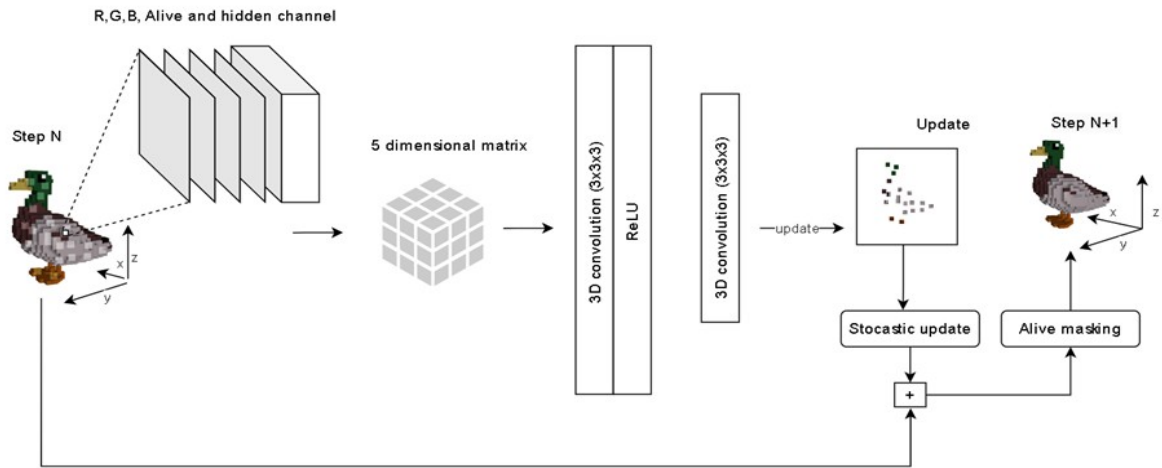 R,G,B, Alive and hidden channel
Step N
z
x
y
5 dimensional matrix
3D convolution (3x3x3)
ReLU
3D convolution (3x3x3)
update
Update
Step N+1
z
x
y
Stocastic update
Alive masking
+